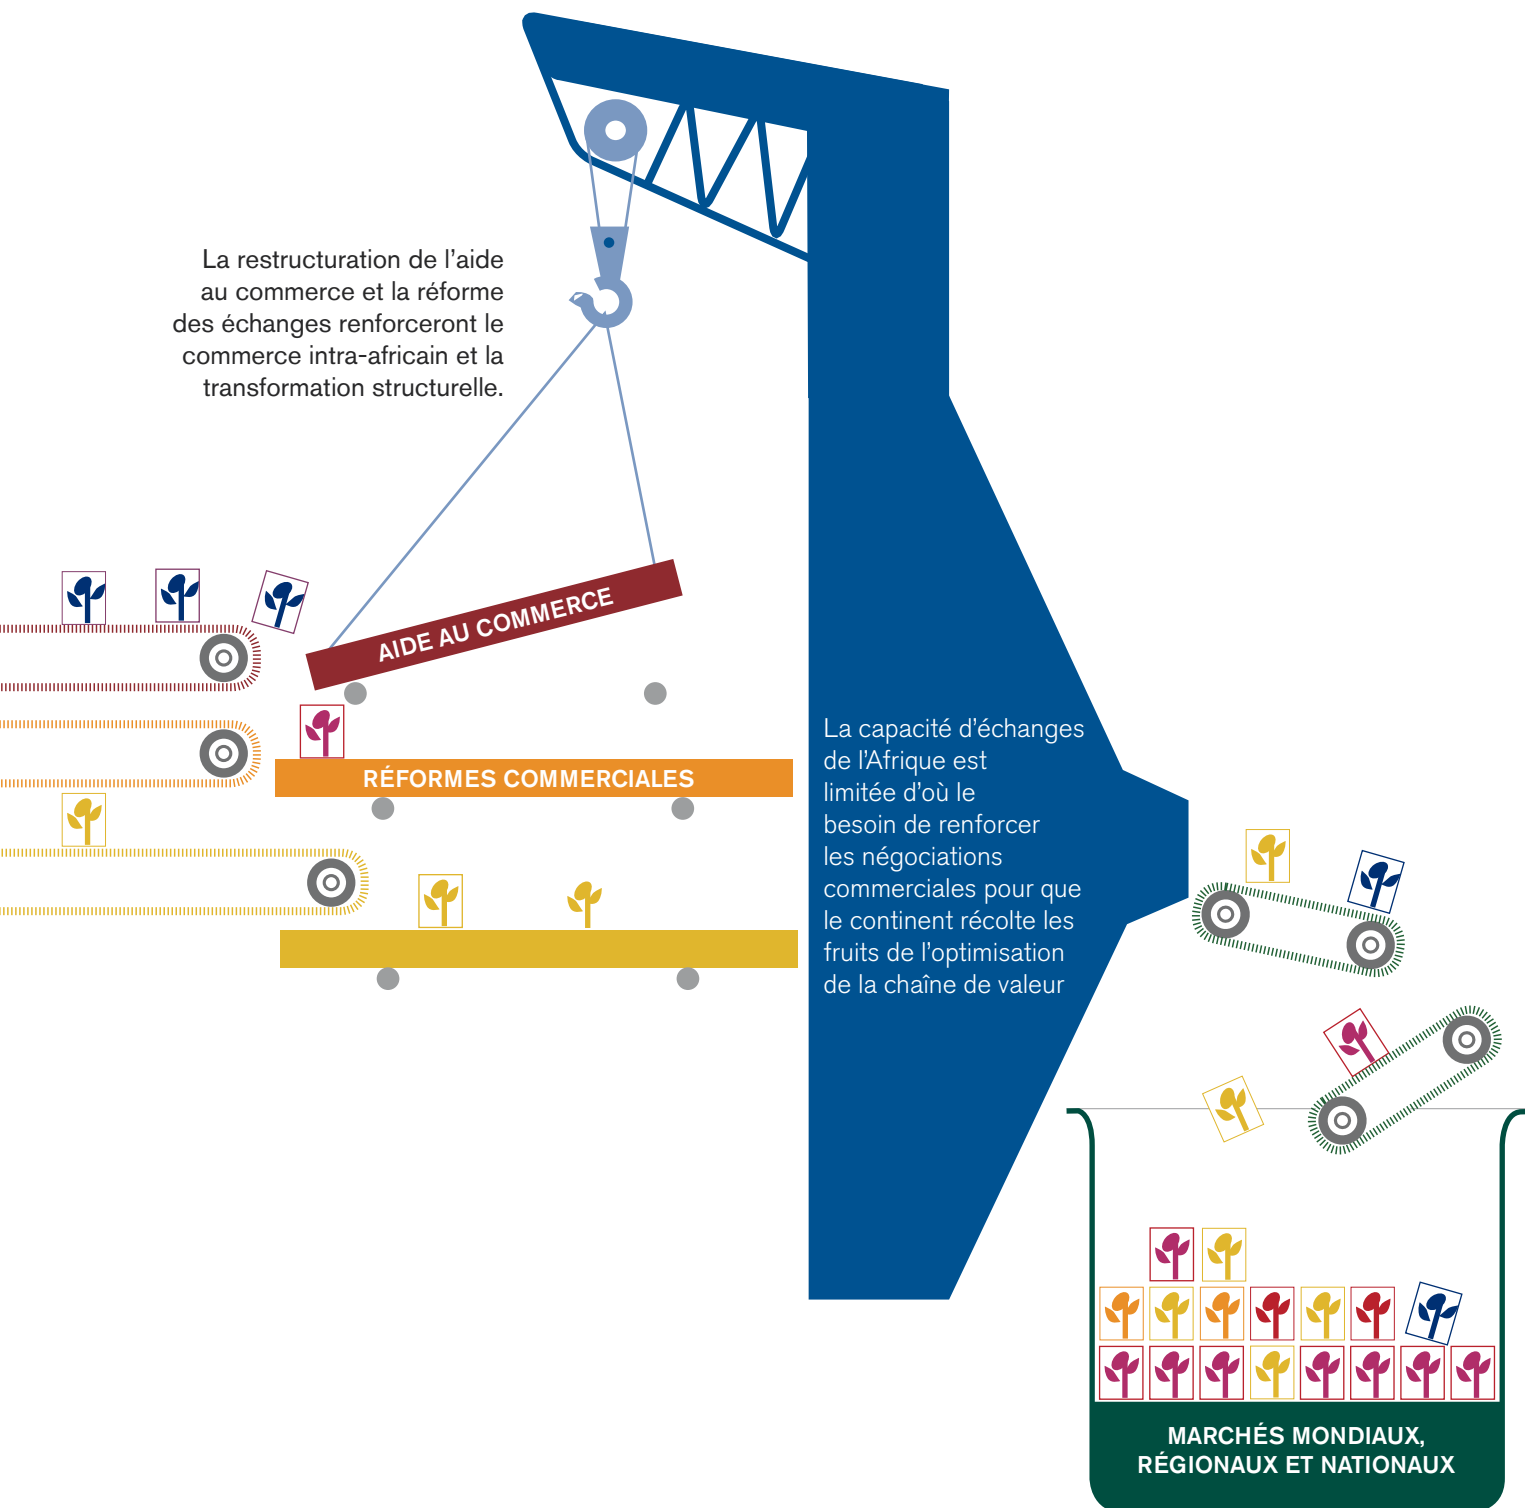 La restructuration de l’aide
au commerce et la réforme
des échanges renforceront le
commerce intra-africain et la
transformation structurelle.
AIDE AU COMMERCE
RÉFORMES COMMERCIALES
La capacité d’échanges
de l’Afrique est
limitée d’où le
besoin de renforcer
les négociations
commerciales pour que
le continent récolte les
fruits de l’optimisation
de la chaîne de valeur
MARCHÉS MONDIAUX,
RÉGIONAUX ET NATIONAUX